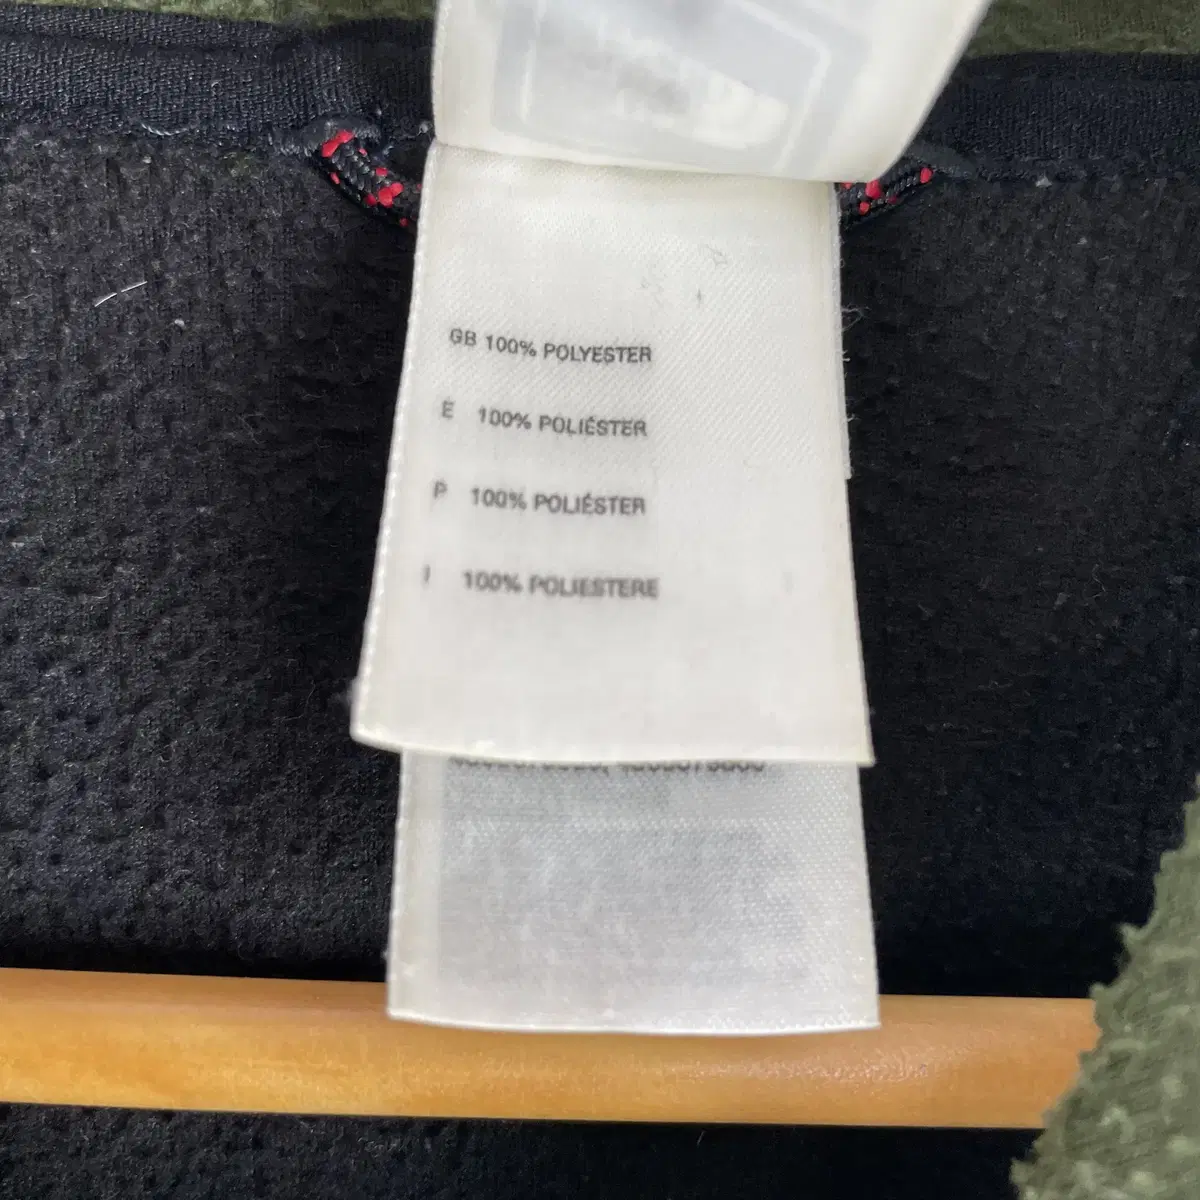 GB 100% POLYESTER
E 100% POLIÉSTER
P 100% POLIÉSTER
I 100% POLIESTERE